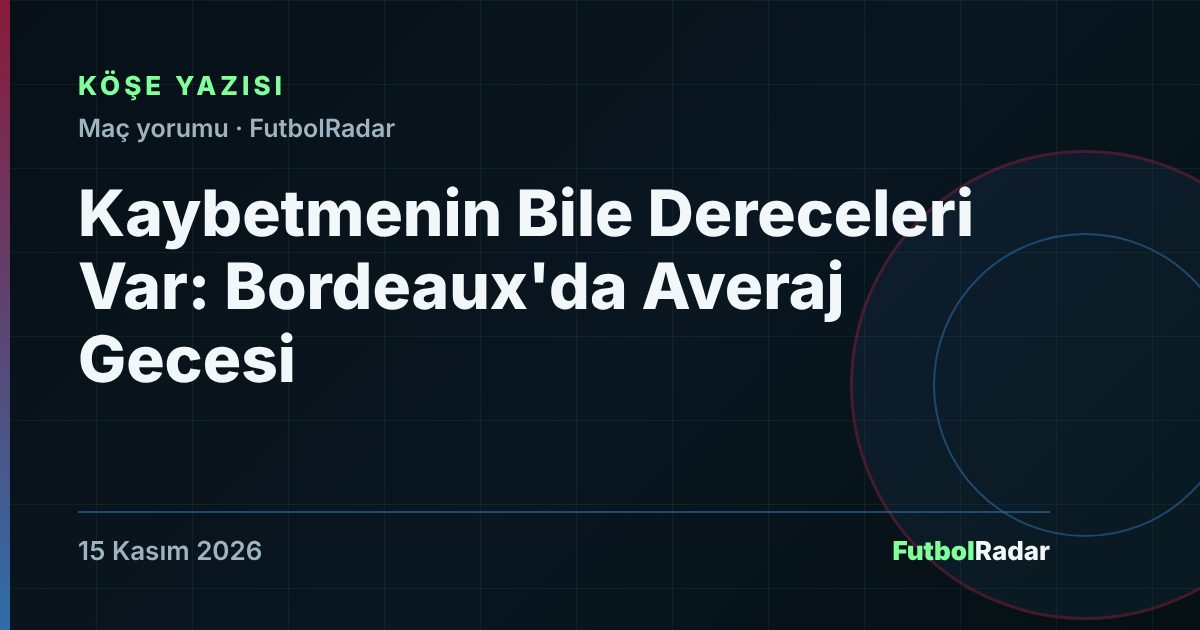 KÖŞE YAZISI
Maç yorumu · FutbolRadar
Kaybetmenin Bile Dereceleri
Var: Bordeaux'da Averaj
Gecesi
15 Kasım 2026
FutbolRadar